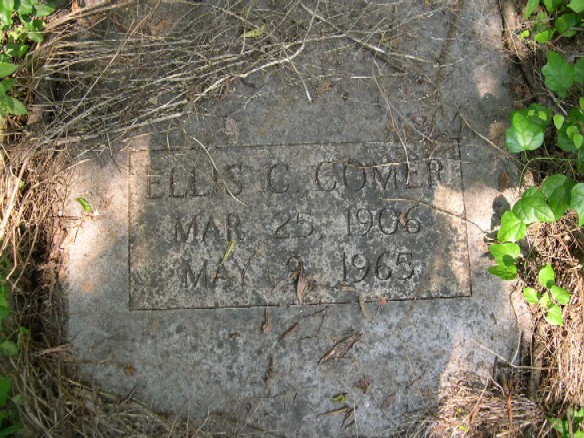 ELLIS C. COMER
MAR. 25, 1906
MAY 9, 1965